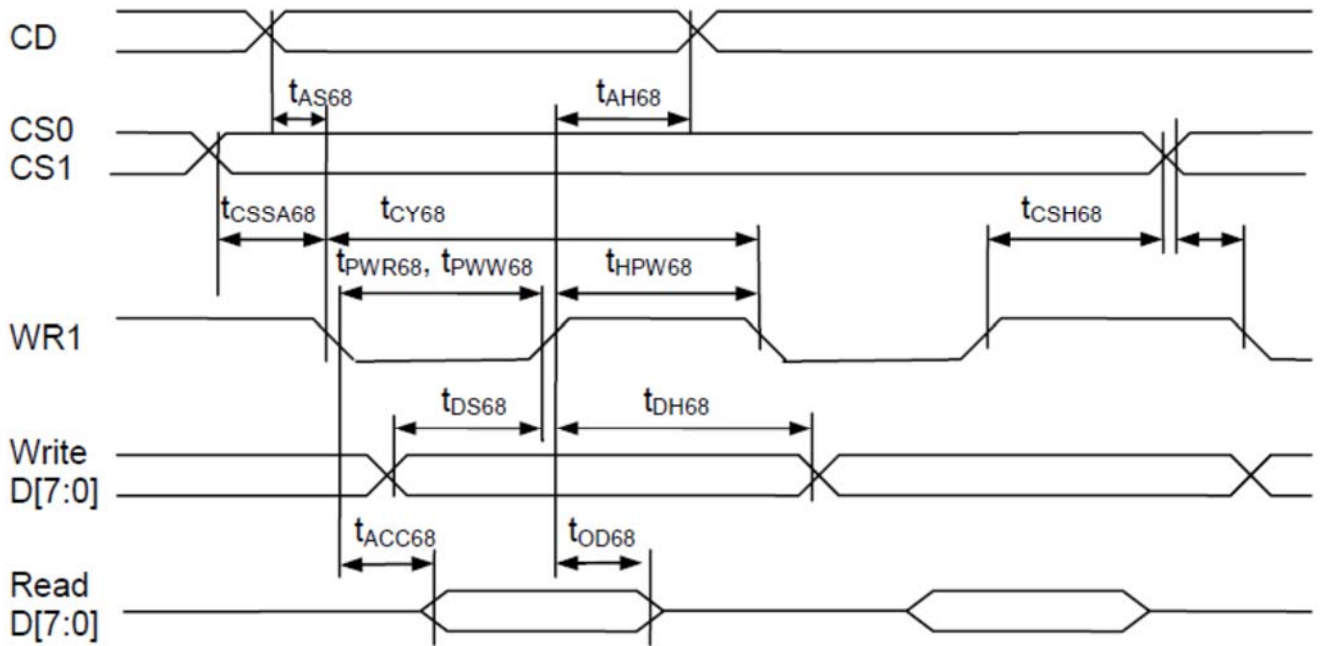 CD
tAS68 tAH68
CS0
CS1
tCSSA68 tCY68 tCSH68
tPWR68, tPWW68 tHPW68
WR1
tDS68 tDH68
Write
D[7:0]
tACC68 tOD68
Read
D[7:0]